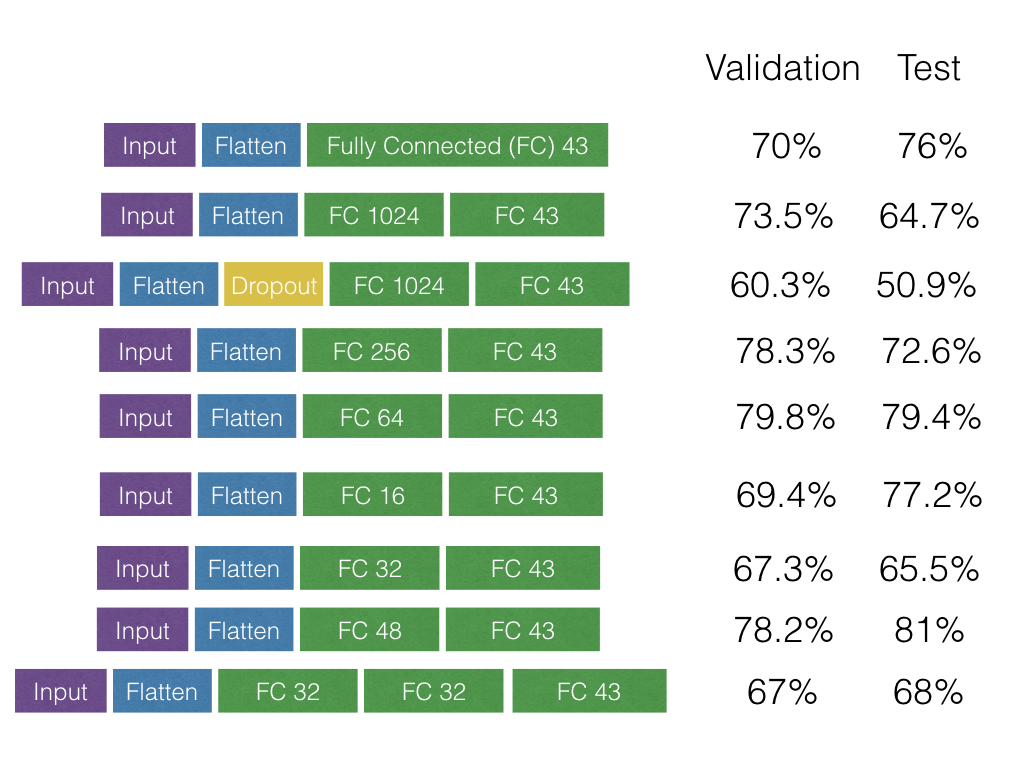 Validation Test
Input Flatten Fully Connected (FC) 43 70% 76%
Input Flatten FC 1024 FC 43 73.5% 64.7%
Input Flatten Dropout FC 1024 FC 43 60.3% 50.9%
Input Flatten FC 256 FC 43 78.3% 72.6%
Input Flatten FC 64 FC 43 79.8% 79.4%
Input Flatten FC 16 FC 43 69.4% 77.2%
Input Flatten FC 32 FC 43 67.3% 65.5%
Input Flatten FC 48 FC 43 78.2% 81%
Input Flatten FC 32 FC 32 FC 43 67% 68%